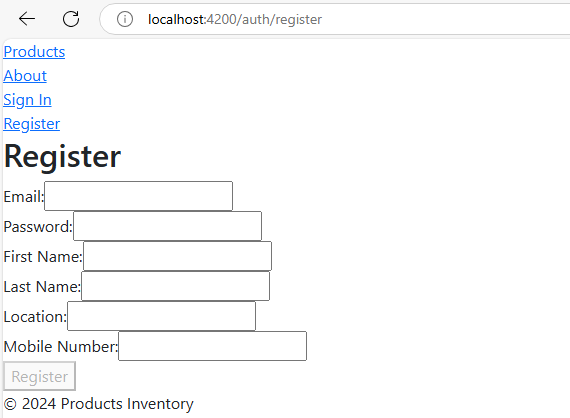 localhost:4200/auth/register
Products
About
Sign In
Register
Register
Email:
Password:
First Name:
Last Name:
Location:
Mobile Number:
Register
© 2024 Products Inventory